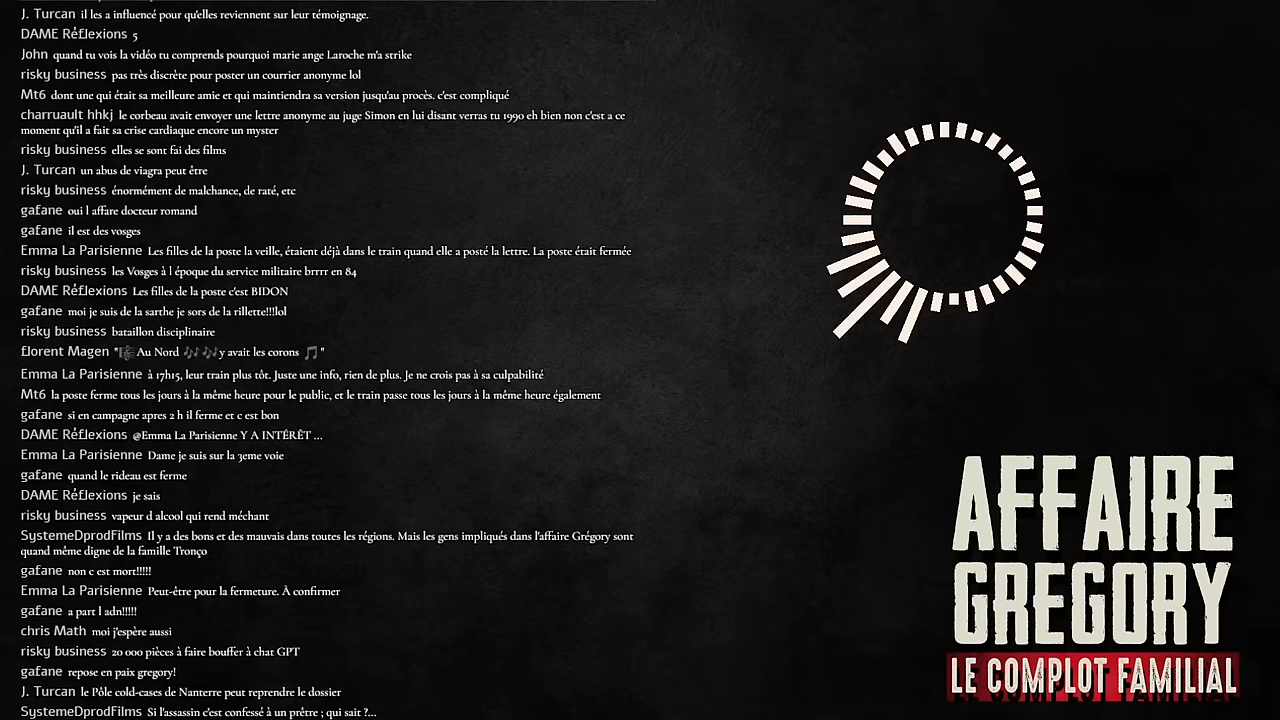 J. Turcan il les a influencé pour qu'elles reviennent sur leur témoignage.
DAME Réflexions 5
John quand tu vois la vidéo tu comprends pourquoi marie ange Laroche m'a strike
risky business pas très discrète pour poster un courrier anonyme lol
Mt6 dont une qui était sa meilleure amie et qui maintiendra sa version jusqu'au procès. c'est compliqué
charruault hhkj le corbeau avait envoyer une lettre anonyme au juge Simon en lui disant verras tu 1990 eh bien non c'est a ce
moment qu'il a fait sa crise cardiaque encore un myster
risky business elles se sont fai des films
J. Turcan un abus de viagra peut être
risky business énormément de malchance, de raté, etc
gafane oui l affare docteur romand
gafane il est des vosges
Emma La Parisienne Les filles de la poste la veille, étaient déjà dans le train quand elle a posté la lettre. La poste était fermée
risky business les Vosges à l époque du service militaire brrrr en 84
DAME Réflexions Les filles de la poste c'est BIDON
gafane moi je suis de la sarthe je sors de la rillette!!!lol
risky business bataillon disciplinaire
florent Magen "🎼Au Nord 🎶🎶y avait les corons 🎵"
Emma La Parisienne à 17h15, leur train plus tôt. Juste une info, rien de plus. Je ne crois pas à sa culpabilité
Mt6 la poste ferme tous les jours à la même heure pour le public, et le train passe tous les jours à la même heure également
gafane si en campagne apres 2 h il ferme et c est bon
DAME Réflexions @Emma La Parisienne Y A INTÉRÊT ...
Emma La Parisienne Dame je suis sur la 3eme voie
gafane quand le rideau est ferme
DAME Réflexions je sais
risky business vapeur d alcool qui rend méchant
SystemeDprodFilms Il y a des bons et des mauvais dans toutes les régions. Mais les gens impliqués dans l'affaire Grégory sont
quand même digne de la famille Tronço
gafane non c est mort!!!!!
Emma La Parisienne Peut-être pour la fermeture. À confirmer
gafane a part l adn!!!!!
chris Math moi j'espère aussi
risky business 20 000 pièces à faire bouffer à chat GPT
gafane repose en paix gregory!
J. Turcan le Pôle cold-cases de Nanterre peut reprendre le dossier
SystemeDprodFilms Si l'assassin c'est confessé à un prêtre ; qui sait ?...
AFFAIRE
GREGORY
LE COMPLOT FAMILIAL